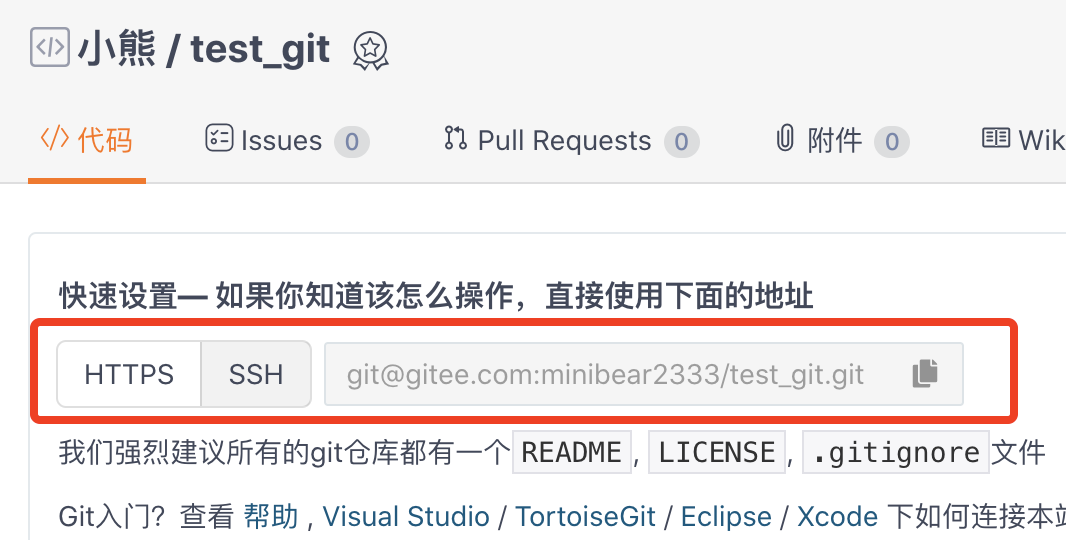 小熊 / test_git
代码 Issues 0 Pull Requests 0 附件 0 Wik
快速设置— 如果你知道该怎么操作，直接使用下面的地址
HTTPS SSH git@gitee.com:minibear2333/test_git.git
我们强烈建议所有的git仓库都有一个 README, LICENSE, .gitignore 文件
Git入门？查看 帮助 , Visual Studio / TortoiseGit / Eclipse / Xcode 下如何连接本站